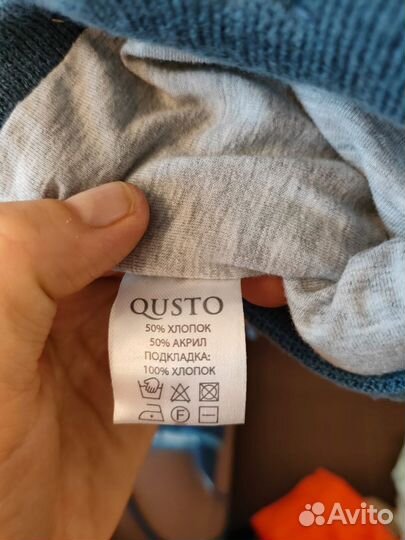 QUSTO
50% ХЛОПОК
50% АКРИЛ
ПОДКЛАДКА:
100% ХЛОПОК
F
Avito